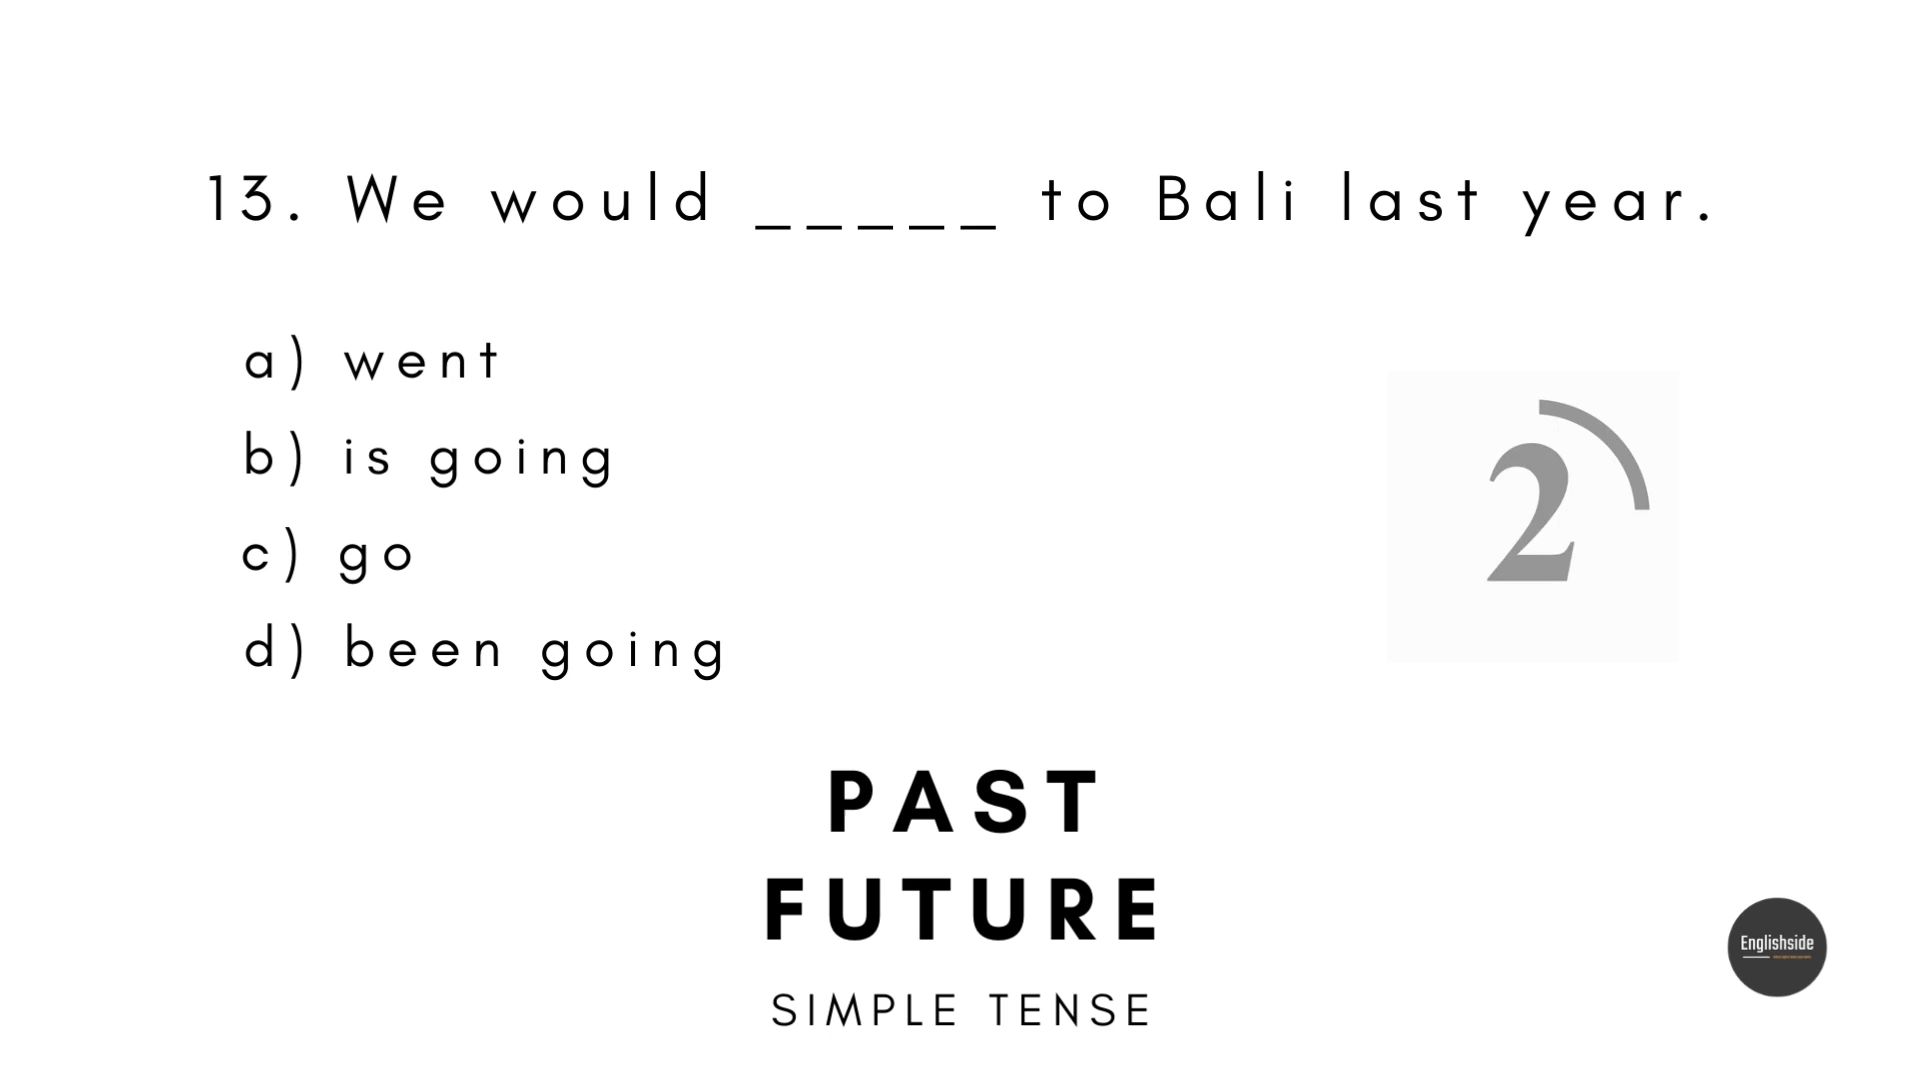 13. We would _____ to Bali last year.
a) went
b) is going
c) go
d) been going
2
PAST
FUTURE
SIMPLE TENSE
Englishside